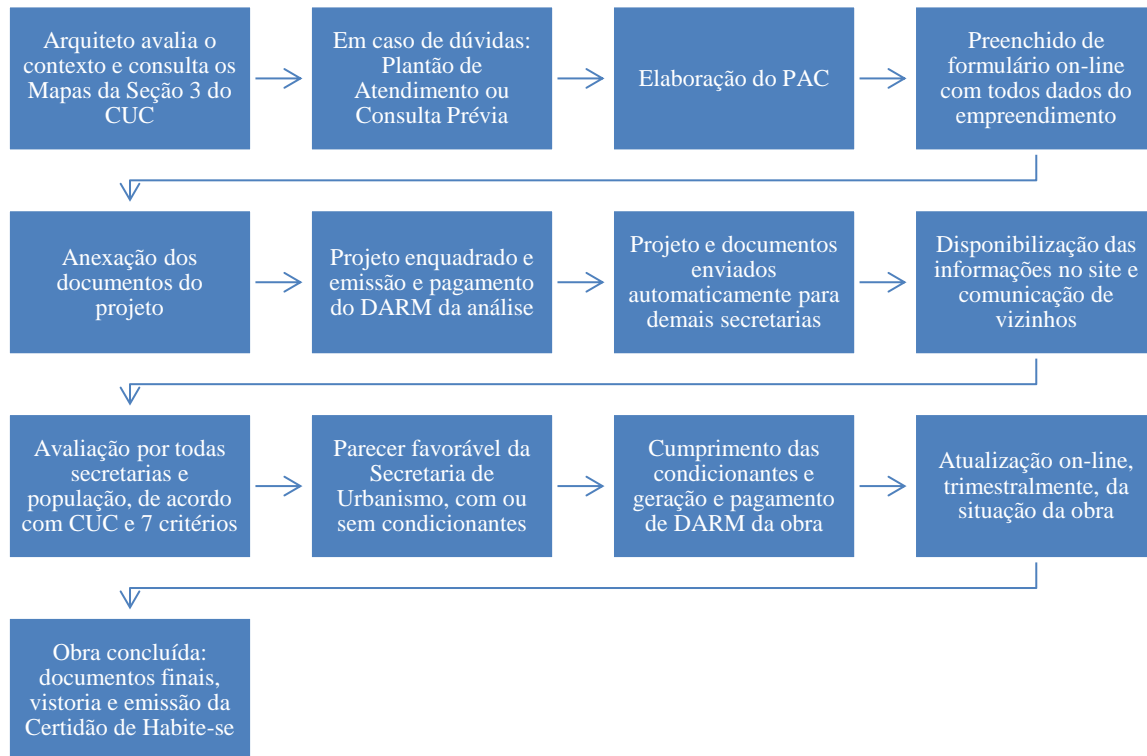 Arquiteto avalia o
contexto e consulta os
Mapas da Seção 3 do
CUC
Em caso de dúvidas:
Plantão de
Atendimento ou
Consulta Prévia
Elaboração do PAC
Preenchido de
formulário on-line
com todos dados do
empreendimento
Anexação dos
documentos do
projeto
Projeto enquadrado e
emissão e pagamento
do DARM da análise
Projeto e documentos
enviados
automaticamente para
demais secretarias
Disponibilização das
informações no site e
comunicação de
vizinhos
Avaliação por todas
secretarias e
população, de acordo
com CUC e 7 critérios
Parecer favorável da
Secretaria de
Urbanismo, com ou
sem condicionantes
Cumprimento das
condicionantes e
geração e pagamento
de DARM da obra
Atualização on-line,
trimestralmente, da
situação da obra
Obra concluída:
documentos finais,
vistoria e emissão da
Certidão de Habite-se